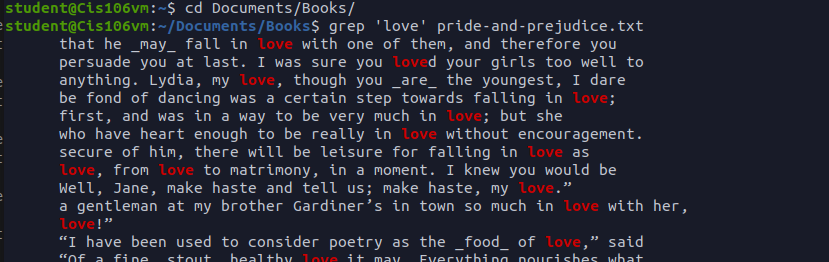 student@Cis106vm:~$ cd Documents/Books/
student@Cis106vm:~/Documents/Books$ grep 'love' pride-and-prejudice.txt
that he _may_ fall in love with one of them, and therefore you
persuade you at last. I was sure you loved your girls too well to
anything. Lydia, my love, though you _are_ the youngest, I dare
be fond of dancing was a certain step towards falling in love;
first, and was in a way to be very much in love; but she
who have heart enough to be really in love without encouragement.
secure of him, there will be leisure for falling in love as
love, from love to matrimony, in a moment. I knew you would be
Well, Jane, make haste and tell us; make haste, my love.”
a gentleman at my brother Gardiner’s in town so much in love with her,
love!”
“I have been used to consider poetry as the _food_ of love,” said
“Of a fine, stout, healthy love it may. Everything nourishes what